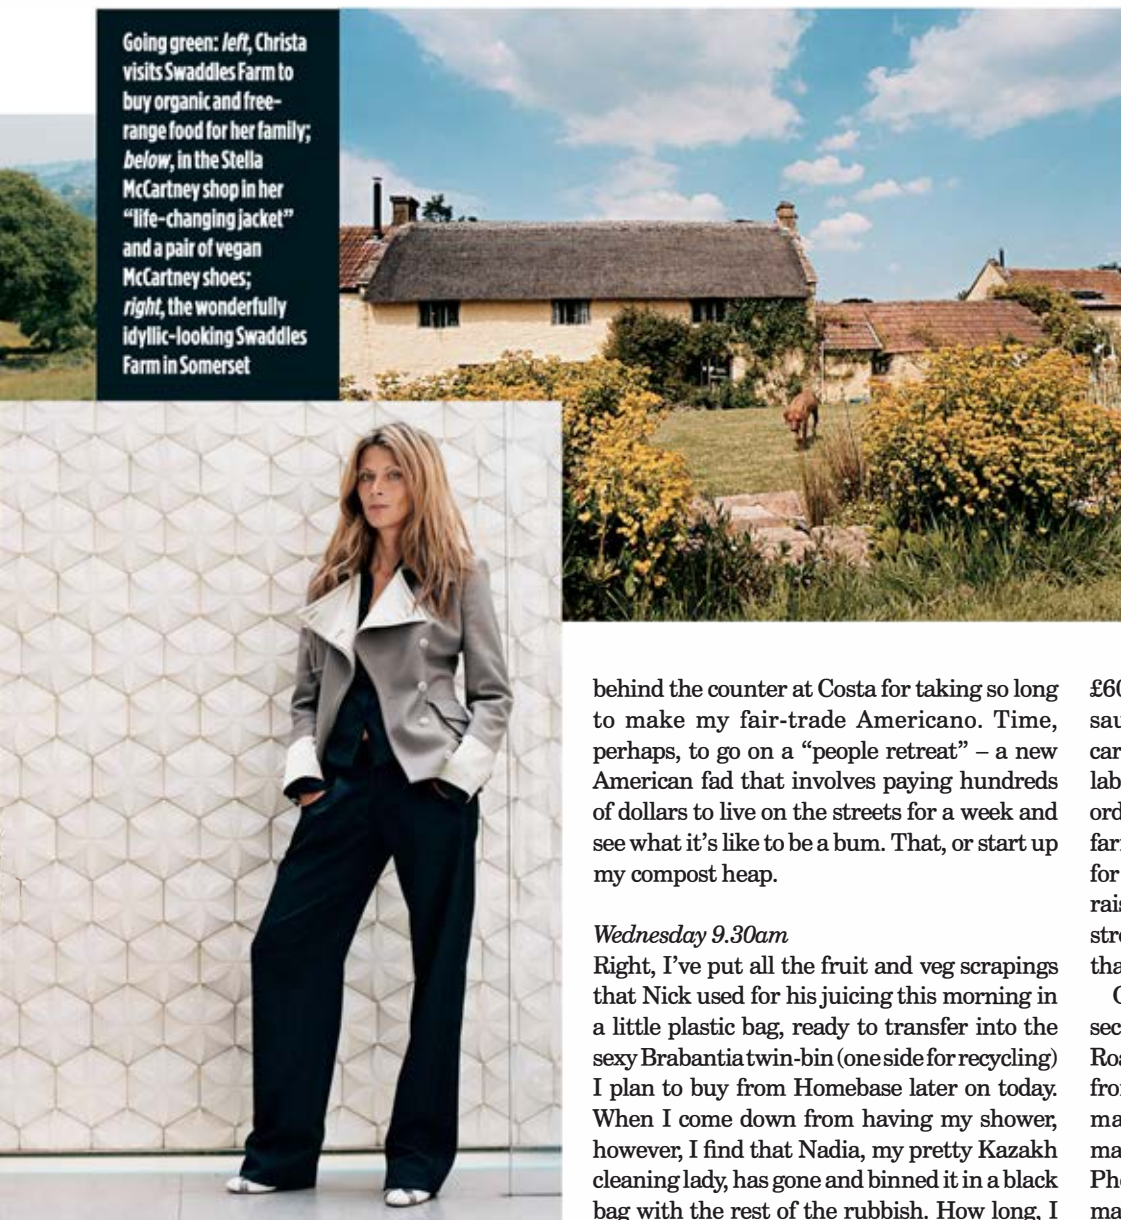 Going green: left, Christa
visits Swaddles Farm to
buy organic and free-
range food for her family;
below, in the Stella
McCartney shop in her
“life-changing jacket”
and a pair of vegan
McCartney shoes;
right, the wonderfully
idyllic-looking Swaddles
Farm in Somerset
behind the counter at Costa for taking so long
to make my fair-trade Americano. Time,
perhaps, to go on a “people retreat” – a new
American fad that involves paying hundreds
of dollars to live on the streets for a week and
see what it’s like to be a bum. That, or start up
my compost heap.
Wednesday 9.30am
Right, I’ve put all the fruit and veg scrapings
that Nick used for his juicing this morning in
a little plastic bag, ready to transfer into the
sexy Brabantia twin-bin (one side for recycling)
I plan to buy from Homebase later on today.
When I come down from having my shower,
however, I find that Nadia, my pretty Kazakh
cleaning lady, has gone and binned it in a black
bag with the rest of the rubbish. How long, I
for